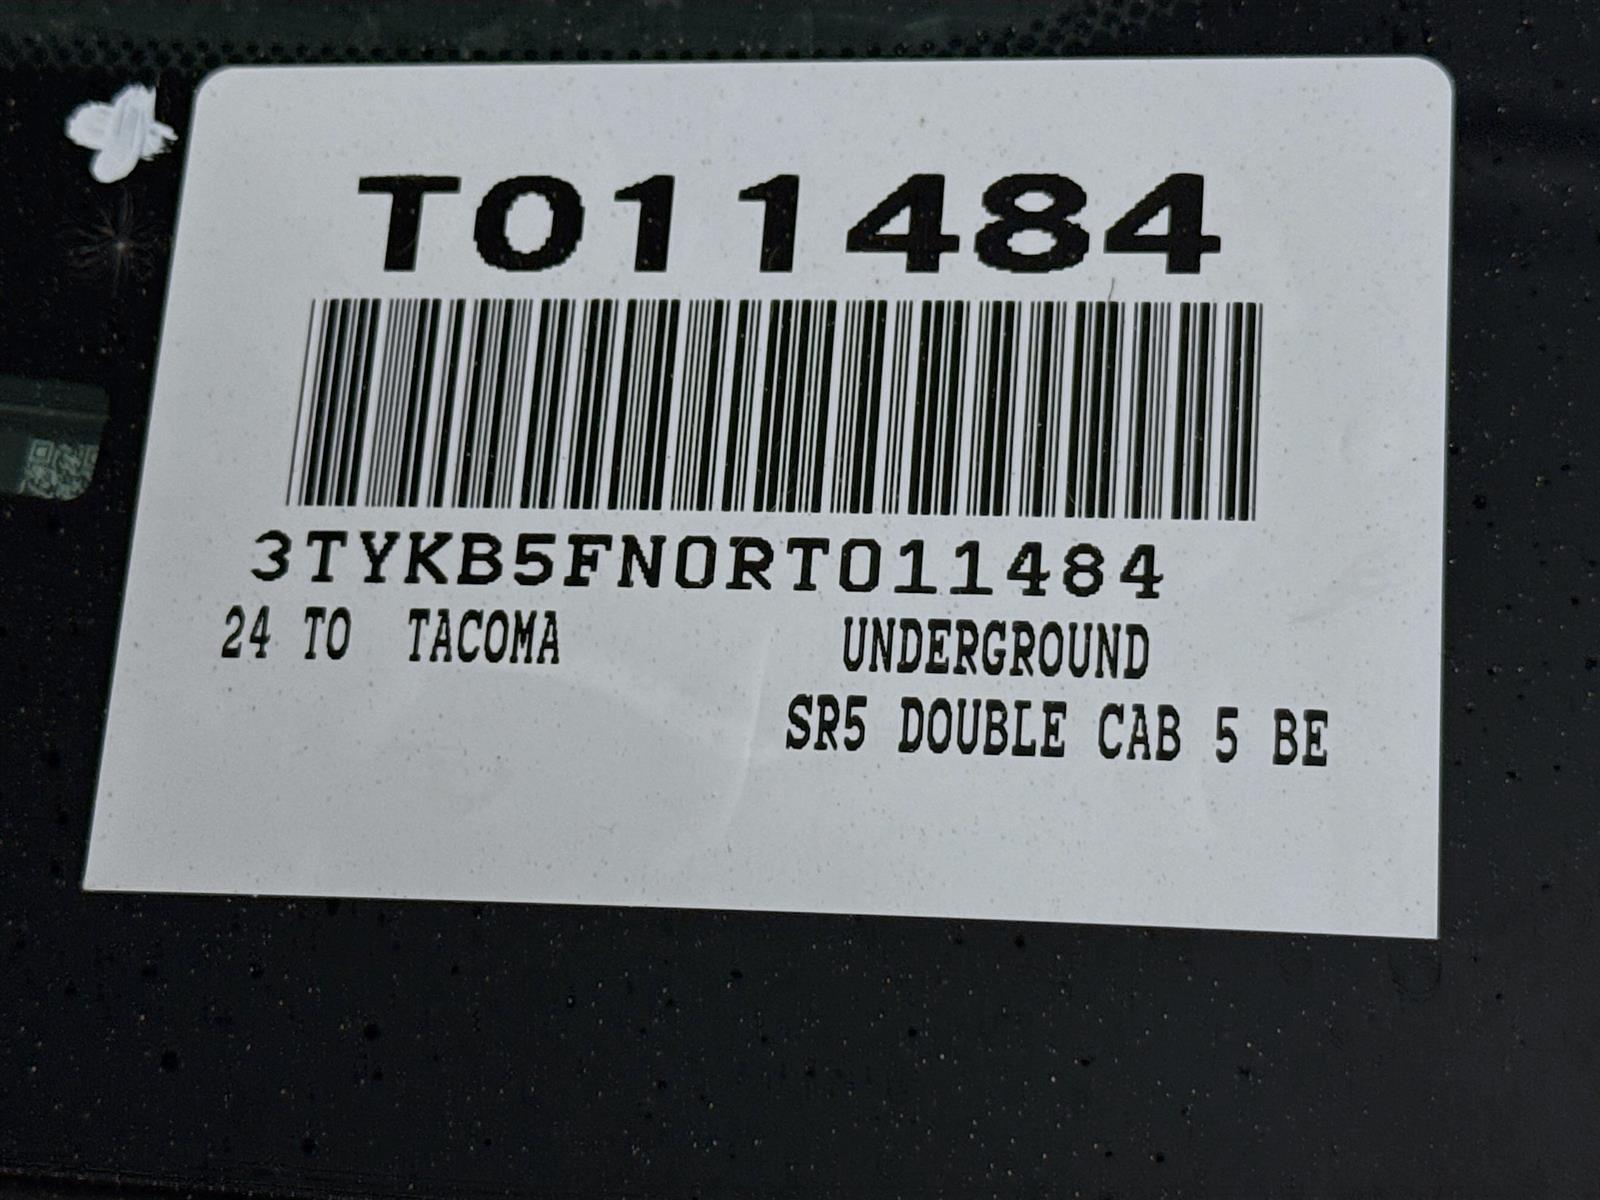 T011484
3TYKB5FN0RT011484
24 TO TACOMA UNDERGROUND
SR5 DOUBLE CAB 5 BE